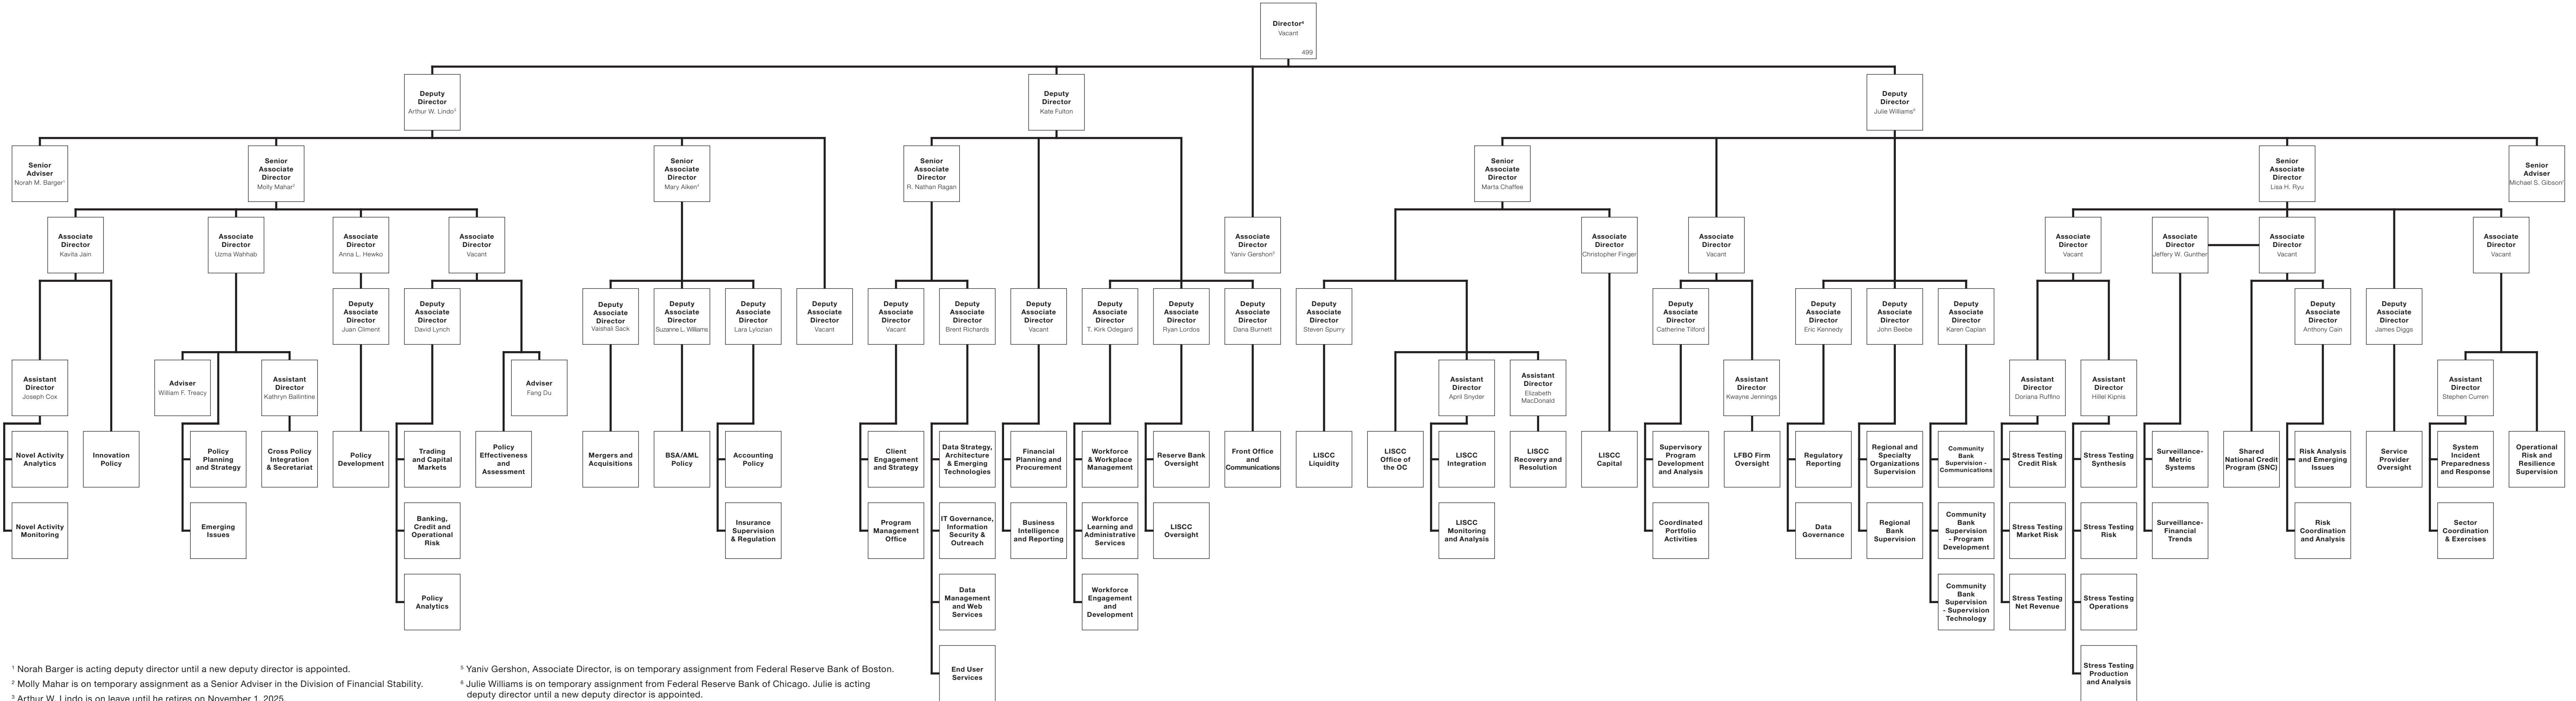 Director⁴
Vacant
499
Deputy
Director
Arthur W. Lindo³
Deputy
Director
Kate Fulton
Deputy
Director
Julie Williams⁶
Senior
Adviser
Norah M. Barger¹
Senior
Associate
Director
Molly Mahar²
Senior
Associate
Director
Mary Aiken³
Senior
Associate
Director
R. Nathan Ragan
Senior
Associate
Director
Marta Chaffee
Senior
Associate
Director
Lisa H. Ryu
Senior
Adviser
Michael S. Gibson⁷
Associate
Director
Kavita Jain
Associate
Director
Uzma Wahhab
Associate
Director
Anna L. Hewko
Associate
Director
Vacant
Associate
Director
Yaniv Gershon⁵
Associate
Director
Christopher Finger
Associate
Director
Vacant
Associate
Director
Vacant
Associate
Director
Jeffery W. Gunther
Associate
Director
Vacant
Associate
Director
Vacant
Deputy
Associate
Director
Juan Climent
Deputy
Associate
Director
David Lynch
Deputy
Associate
Director
Vaishali Sack
Deputy
Associate
Director
Suzanne L. Williams
Deputy
Associate
Director
Lara Lylozian
Deputy
Associate
Director
Vacant
Deputy
Associate
Director
Vacant
Deputy
Associate
Director
Brent Richards
Deputy
Associate
Director
Vacant
Deputy
Associate
Director
T. Kirk Odegard
Deputy
Associate
Director
Ryan Lordos
Deputy
Associate
Director
Dana Burnett
Deputy
Associate
Director
Steven Spurry
Deputy
Associate
Director
Catherine Tilford
Deputy
Associate
Director
Eric Kennedy
Deputy
Associate
Director
John Beebe
Deputy
Associate
Director
Karen Caplan
Deputy
Associate
Director
Anthony Cain
Deputy
Associate
Director
James Diggs
Assistant
Director
Joseph Cox
Adviser
William F. Treacy
Assistant
Director
Kathryn Ballintine
Adviser
Fang Du
Assistant
Director
April Snyder
Assistant
Director
Elizabeth
MacDonald
Assistant
Director
Kwayne Jennings
Assistant
Director
Doriana Ruffino
Assistant
Director
Hillel Kipnis
Assistant
Director
Stephen Curren
Novel Activity
Analytics
Innovation
Policy
Policy
Planning
and Strategy
Cross Policy
Integration
& Secretariat
Policy
Development
Trading
and Capital
Markets
Policy
Effectiveness
and
Assessment
Mergers and
Acquisitions
BSA/AML
Policy
Accounting
Policy
Client
Engagement
and Strategy
Data Strategy,
Architecture
& Emerging
Technologies
Financial
Planning and
Procurement
Workforce
& Workplace
Management
Reserve Bank
Oversight
Front Office
and
Communications
LISCC
Liquidity
LISCC
Office of
the OC
LISCC
Integration
LISCC
Recovery and
Resolution
LISCC
Capital
Supervisory
Program
Development
and Analysis
LFBO Firm
Oversight
Regulatory
Reporting
Regional and
Specialty
Organizations
Supervision
Community
Bank
Supervision -
Communications
Stress Testing
Credit Risk
Stress Testing
Synthesis
Surveillance-
Metric
Systems
Shared
National Credit
Program (SNC)
Risk Analysis
and Emerging
Issues
Service
Provider
Oversight
System
Incident
Preparedness
and Response
Operational
Risk and
Resilience
Supervision
Novel Activity
Monitoring
Emerging
Issues
Banking,
Credit and
Operational
Risk
Insurance
Supervision
& Regulation
Program
Management
Office
IT Governance,
Information
Security &
Outreach
Business
Intelligence
and Reporting
Workforce
Learning and
Administrative
Services
LISCC
Oversight
LISCC
Monitoring
and Analysis
Coordinated
Portfolio
Activities
Data
Governance
Regional
Bank
Supervision
Community
Bank
Supervision
- Program
Development
Stress Testing
Market Risk
Stress Testing
Risk
Surveillance-
Financial
Trends
Risk
Coordination
and Analysis
Sector
Coordination
& Exercises
Policy
Analytics
Data
Management
and Web
Services
Workforce
Engagement
and
Development
Community
Bank
Supervision
- Supervision
Technology
Stress Testing
Net Revenue
Stress Testing
Operations
End User
Services
Stress Testing
Production
and Analysis
¹ Norah Barger is acting deputy director until a new deputy director is appointed.
² Molly Mahar is on temporary assignment as a Senior Adviser in the Division of Financial Stability.
³ Arthur W. Lindo is on leave until he retires on November 1, 2025.
⁵ Yaniv Gershon, Associate Director, is on temporary assignment from Federal Reserve Bank of Boston.
⁶ Julie Williams is on temporary assignment from Federal Reserve Bank of Chicago. Julie is acting
deputy director until a new deputy director is appointed.